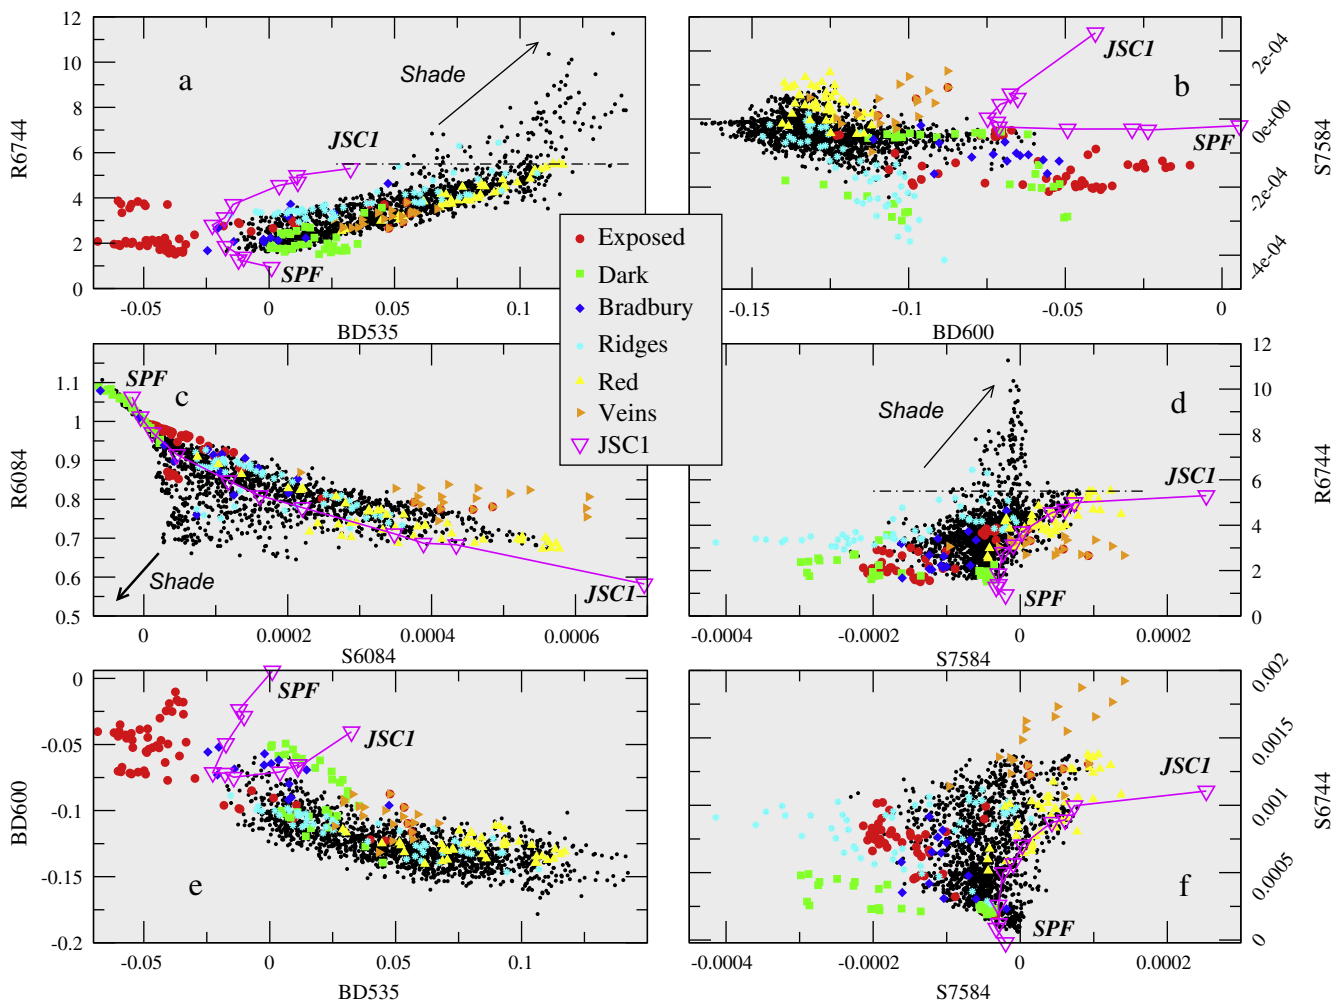 12
10
8
6
4
2
0
R6744
a
Shade
JSC1
SPF
-0.05
0
0.05
0.1
BD535
b
JSC1
SPF
2e-04
0e+00
-2e-04
-4e-04
S7584
-0.15
-0.1
-0.05
0
BD600
Exposed
Dark
Bradbury
Ridges
Red
Veins
JSC1
1.1
1
0.9
0.8
0.7
0.6
0.5
R6084
SPF
c
Shade
JSC1
0
0.0002
0.0004
0.0006
S6084
d
Shade
JSC1
SPF
12
10
8
6
4
2
0
R6744
-0.0004
-0.0002
0
0.0002
S7584
0
-0.05
-0.1
-0.15
-0.2
BD600
SPF
JSC1
e
-0.05
0
0.05
0.1
BD535
JSC1
f
SPF
0.002
0.0015
0.001
0.0005
0
S6744
-0.0004
-0.0002
0
0.0002
S7584